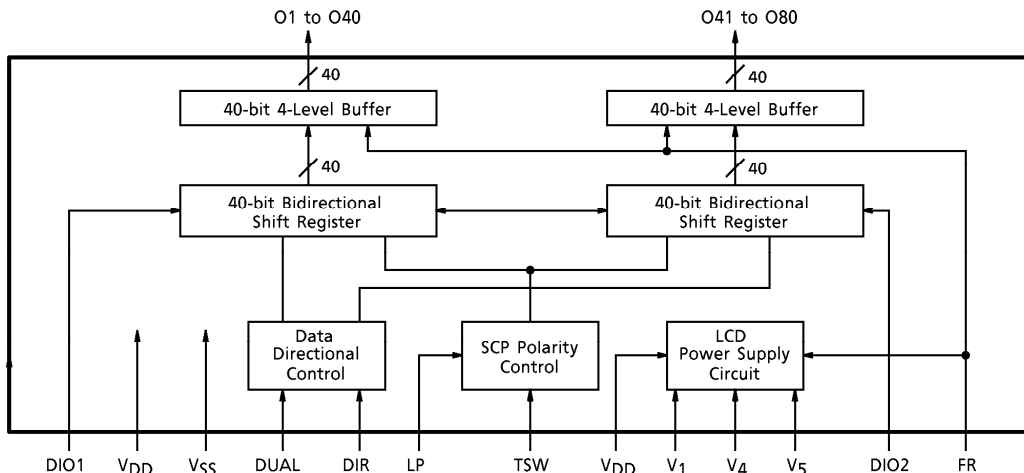 O1 to O40
O41 to O80
40
40
40-bit 4-Level Buffer
40-bit 4-Level Buffer
40
40
40-bit Bidirectional
Shift Register
40-bit Bidirectional
Shift Register
Data
Directional
Control
SCP Polarity
Control
LCD
Power Supply
Circuit
DIO1
VDD
VSS
DUAL
DIR
LP
TSW
VDD
V1
V4
V5
DIO2
FR